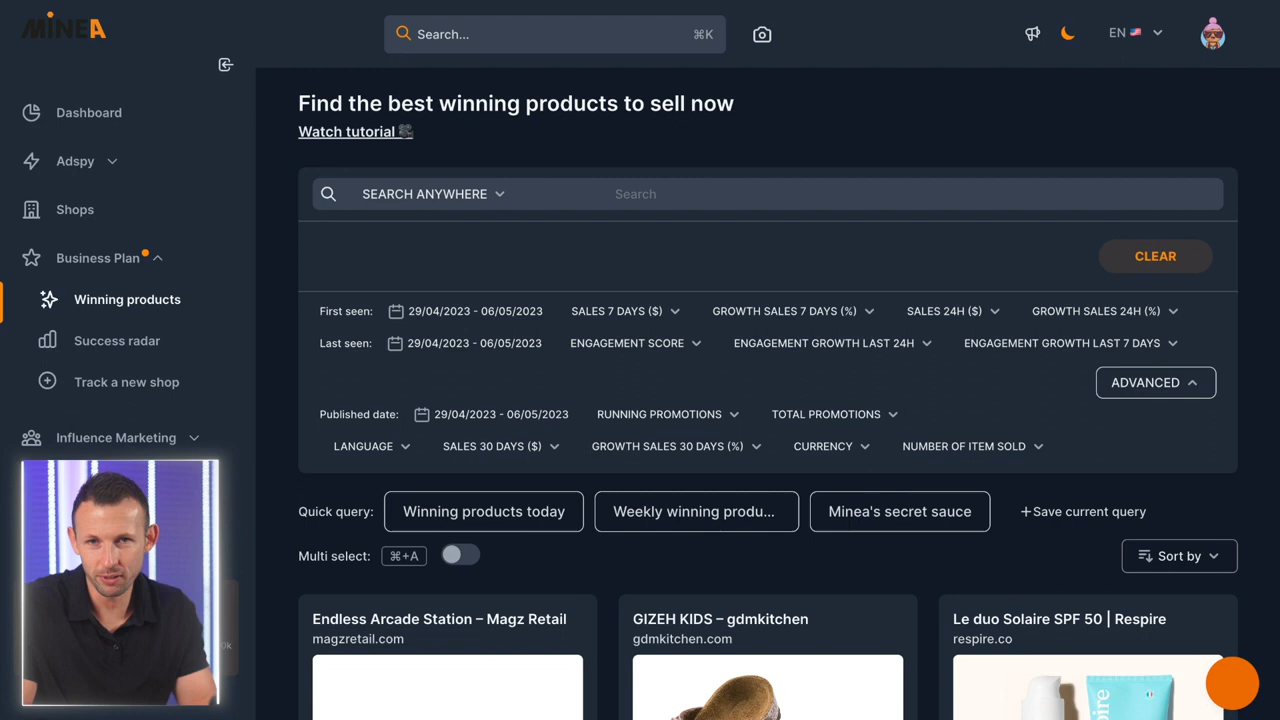 MINEA
Search... ⌘K
EN
Dashboard
Adspy
Shops
Business Plan
Winning products
Success radar
Track a new shop
Influence Marketing
Find the best winning products to sell now
Watch tutorial
SEARCH ANYWHERE Search
CLEAR
First seen: 29/04/2023 - 06/05/2023 SALES 7 DAYS ($) GROWTH SALES 7 DAYS (%) SALES 24H ($) GROWTH SALES 24H (%)
Last seen: 29/04/2023 - 06/05/2023 ENGAGEMENT SCORE ENGAGEMENT GROWTH LAST 24H ENGAGEMENT GROWTH LAST 7 DAYS
ADVANCED
Published date: 29/04/2023 - 06/05/2023 RUNNING PROMOTIONS TOTAL PROMOTIONS
LANGUAGE SALES 30 DAYS ($) GROWTH SALES 30 DAYS (%) CURRENCY NUMBER OF ITEM SOLD
Quick query: Winning products today Weekly winning produ... Minea's secret sauce +Save current query
Multi select: ⌘+A Sort by
Endless Arcade Station – Magz Retail
magzretail.com
GIZEH KIDS – gdmkitchen
gdmkitchen.com
Le duo Solaire SPF 50 | Respire
respire.co